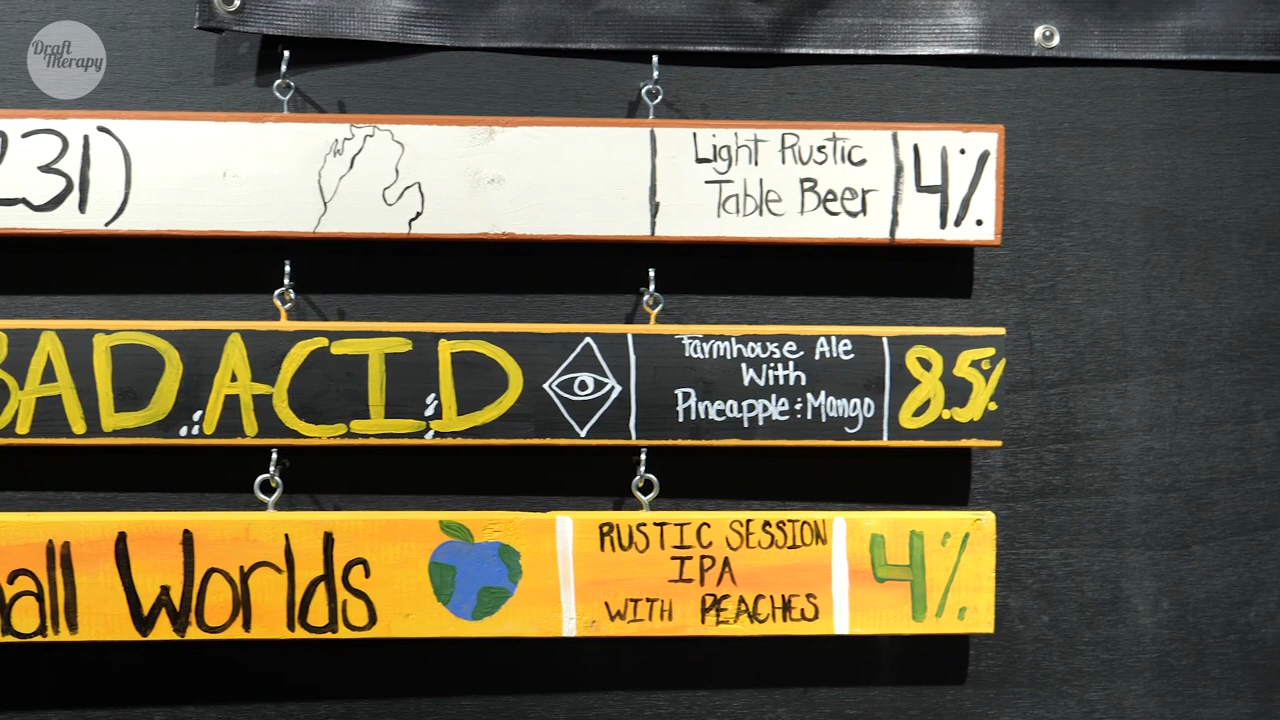 Draft
Therapy
231)
Light Rustic
Table Beer
4%
BAD ACID
Farmhouse Ale
With
Pineapple & Mango
8.5%
all Worlds
RUSTIC SESSION
IPA
WITH PEACHES
4%